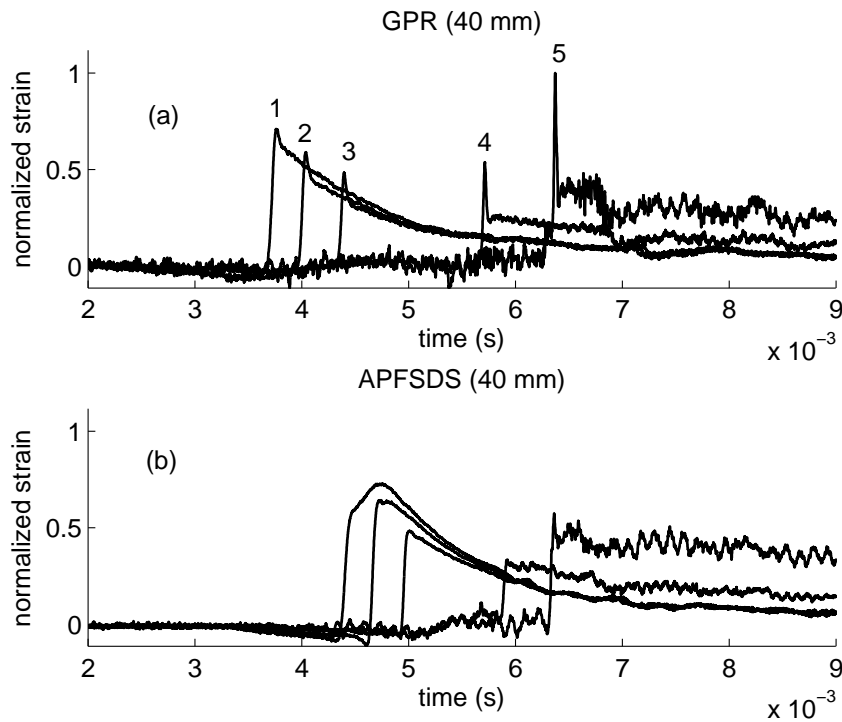 GPR (40 mm)
normalized strain
1
0.5
0
(a)
1
2
3
4
5
2 3 4 5 6 7 8 9
time (s)
x 10⁻³
APFSDS (40 mm)
normalized strain
1
0.5
0
(b)
2 3 4 5 6 7 8 9
time (s)
x 10⁻³